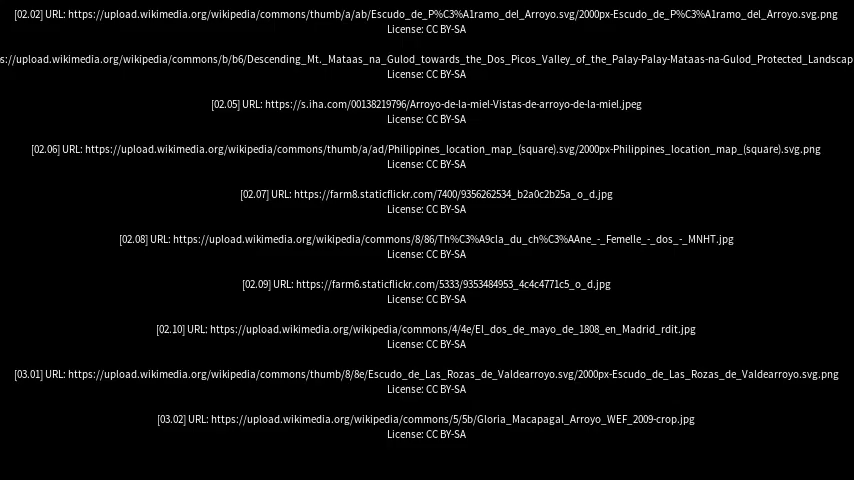 [02.02] URL: https://upload.wikimedia.org/wikipedia/commons/thumb/a/ab/Escudo_de_P%C3%A1ramo_del_Arroyo.svg/2000px-Escudo_de_P%C3%A1ramo_del_Arroyo.svg.png
License: CC BY-SA
s://upload.wikimedia.org/wikipedia/commons/b/b6/Descending_Mt._Mataas_na_Gulod_towards_the_Dos_Picos_Valley_of_the_Palay-Palay-Mataas-na-Gulod_Protected_Landscap
License: CC BY-SA
[02.05] URL: https://s.iha.com/00138219796/Arroyo-de-la-miel-Vistas-de-arroyo-de-la-miel.jpeg
License: CC BY-SA
[02.06] URL: https://upload.wikimedia.org/wikipedia/commons/thumb/a/ad/Philippines_location_map_(square).svg/2000px-Philippines_location_map_(square).svg.png
License: CC BY-SA
[02.07] URL: https://farm8.staticflickr.com/7400/9356262534_b2a0c2b25a_o_d.jpg
License: CC BY-SA
[02.08] URL: https://upload.wikimedia.org/wikipedia/commons/8/86/Th%C3%A9cla_du_ch%C3%AAne_-_Femelle_-_dos_-_MNHT.jpg
License: CC BY-SA
[02.09] URL: https://farm6.staticflickr.com/5333/9353484953_4c4c4771c5_o_d.jpg
License: CC BY-SA
[02.10] URL: https://upload.wikimedia.org/wikipedia/commons/4/4e/El_dos_de_mayo_de_1808_en_Madrid_rdit.jpg
License: CC BY-SA
[03.01] URL: https://upload.wikimedia.org/wikipedia/commons/thumb/8/8e/Escudo_de_Las_Rozas_de_Valdearroyo.svg/2000px-Escudo_de_Las_Rozas_de_Valdearroyo.svg.png
License: CC BY-SA
[03.02] URL: https://upload.wikimedia.org/wikipedia/commons/5/5b/Gloria_Macapagal_Arroyo_WEF_2009-crop.jpg
License: CC BY-SA